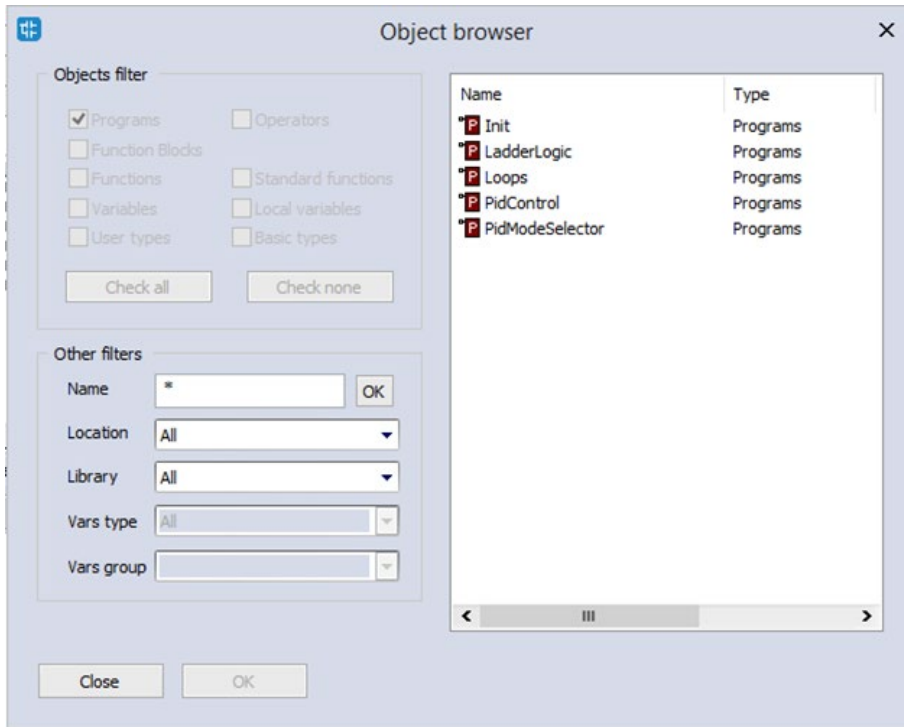 Object browser
Objects filter
Programs Operators
Function Blocks
Functions Standard functions
Variables Local variables
User types Basic types
Check all Check none
Other filters
Name * OK
Location All
Library All
Vars type All
Vars group
Close OK
Name Type
P Init Programs
P LadderLogic Programs
P Loops Programs
P PidControl Programs
P PidModeSelector Programs